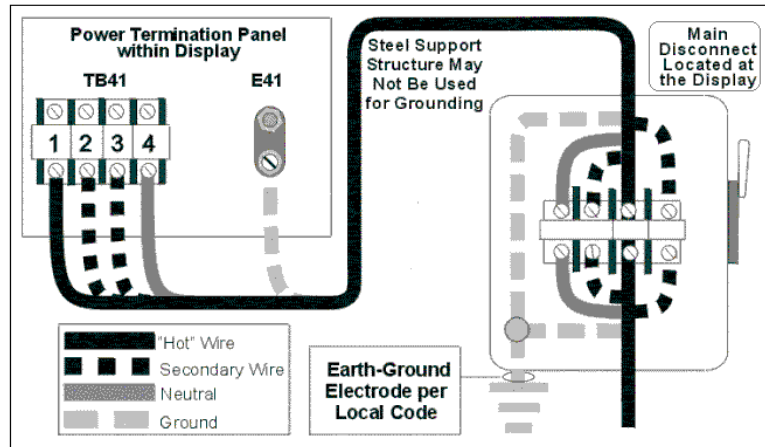 Power Termination Panel
within Display
TB41
E41
1 2 3 4
Steel Support
Structure May
Not Be Used
for Grounding
Main
Disconnect
Located at
the Display
"Hot" Wire
Secondary Wire
Neutral
Ground
Earth-Ground
Electrode per
Local Code